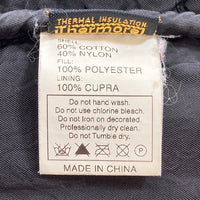 THERMAL INSULATION
Thermore
SHELL:
60% COTTON
40% NYLON
FILL:
100% POLYESTER
LINING:
100% CUPRA
Do not hand wash.
Do not use chlorine bleach.
Do not Iron on decorated.
Professionally dry clean.
Do not Tumble dry.
P
MADE IN CHINA